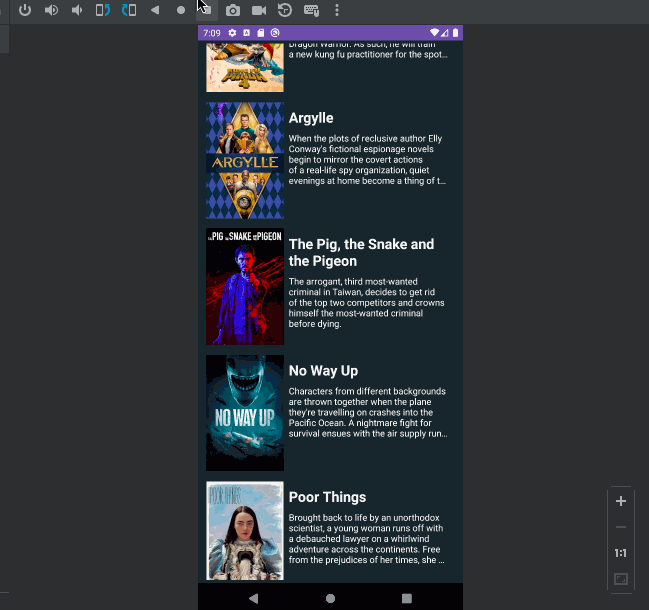 7:09
Dragon Warrior. As such, he will train
a new kung fu practitioner for the spot...
4
ARGYLLE
Argylle
When the plots of reclusive author Elly
Conway's fictional espionage novels
begin to mirror the covert actions
of a real-life spy organization, quiet
evenings at home become a thing of t...
THE PIG THE SNAKE AND THE PIGEON
The Pig, the Snake and
the Pigeon
The arrogant, third most-wanted
criminal in Taiwan, decides to get rid
of the top two competitors and crowns
himself the most-wanted criminal
before dying.
NO WAY UP
No Way Up
Characters from different backgrounds
are thrown together when the plane
they're travelling on crashes into the
Pacific Ocean. A nightmare fight for
survival ensues with the air supply run...
POOR THINGS
Poor Things
Brought back to life by an unorthodox
scientist, a young woman runs off with
a debauched lawyer on a whirlwind
adventure across the continents. Free
from the prejudices of her times, she ...
1:1